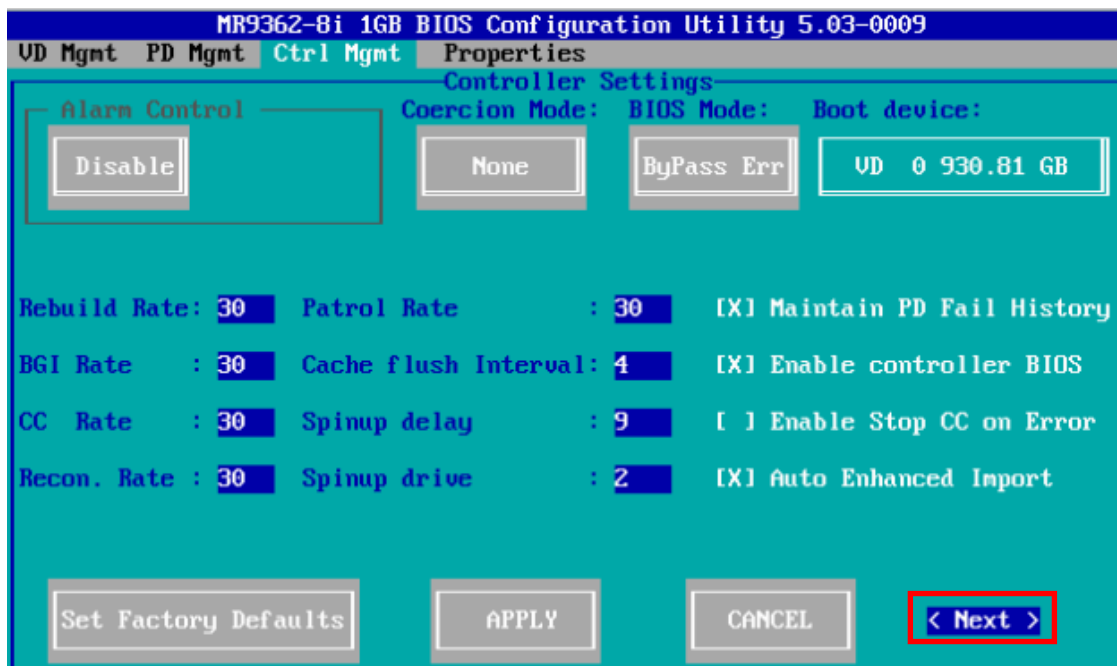 MR9362-8i 1GB BIOS Configuration Utility 5.03-0009
VD Mgmt PD Mgmt Ctrl Mgmt Properties
Controller Settings
Alarm Control Coercion Mode: BIOS Mode: Boot device:
Disable None ByPass Err VD 0 930.81 GB
Rebuild Rate: 30 Patrol Rate : 30 [X] Maintain PD Fail History
BGI Rate : 30 Cache flush Interval: 4 [X] Enable controller BIOS
CC Rate : 30 Spinup delay : 9 [ ] Enable Stop CC on Error
Recon. Rate : 30 Spinup drive : 2 [X] Auto Enhanced Import
Set Factory Defaults APPLY CANCEL < Next >